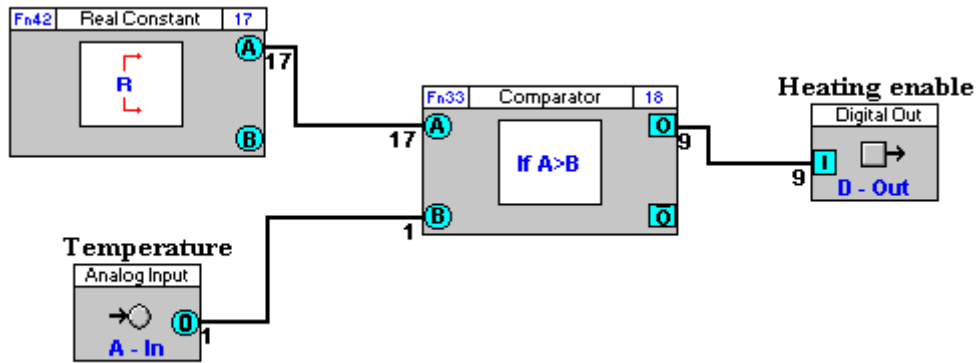 Fn42 Real Constant 17
A
17
R
B
Fn33 Comparator 18
17 A
If A>B
O
9
B
1
O
Heating enable
Digital Out
9 I
D - Out
Temperature
Analog Input
O
1
A - In